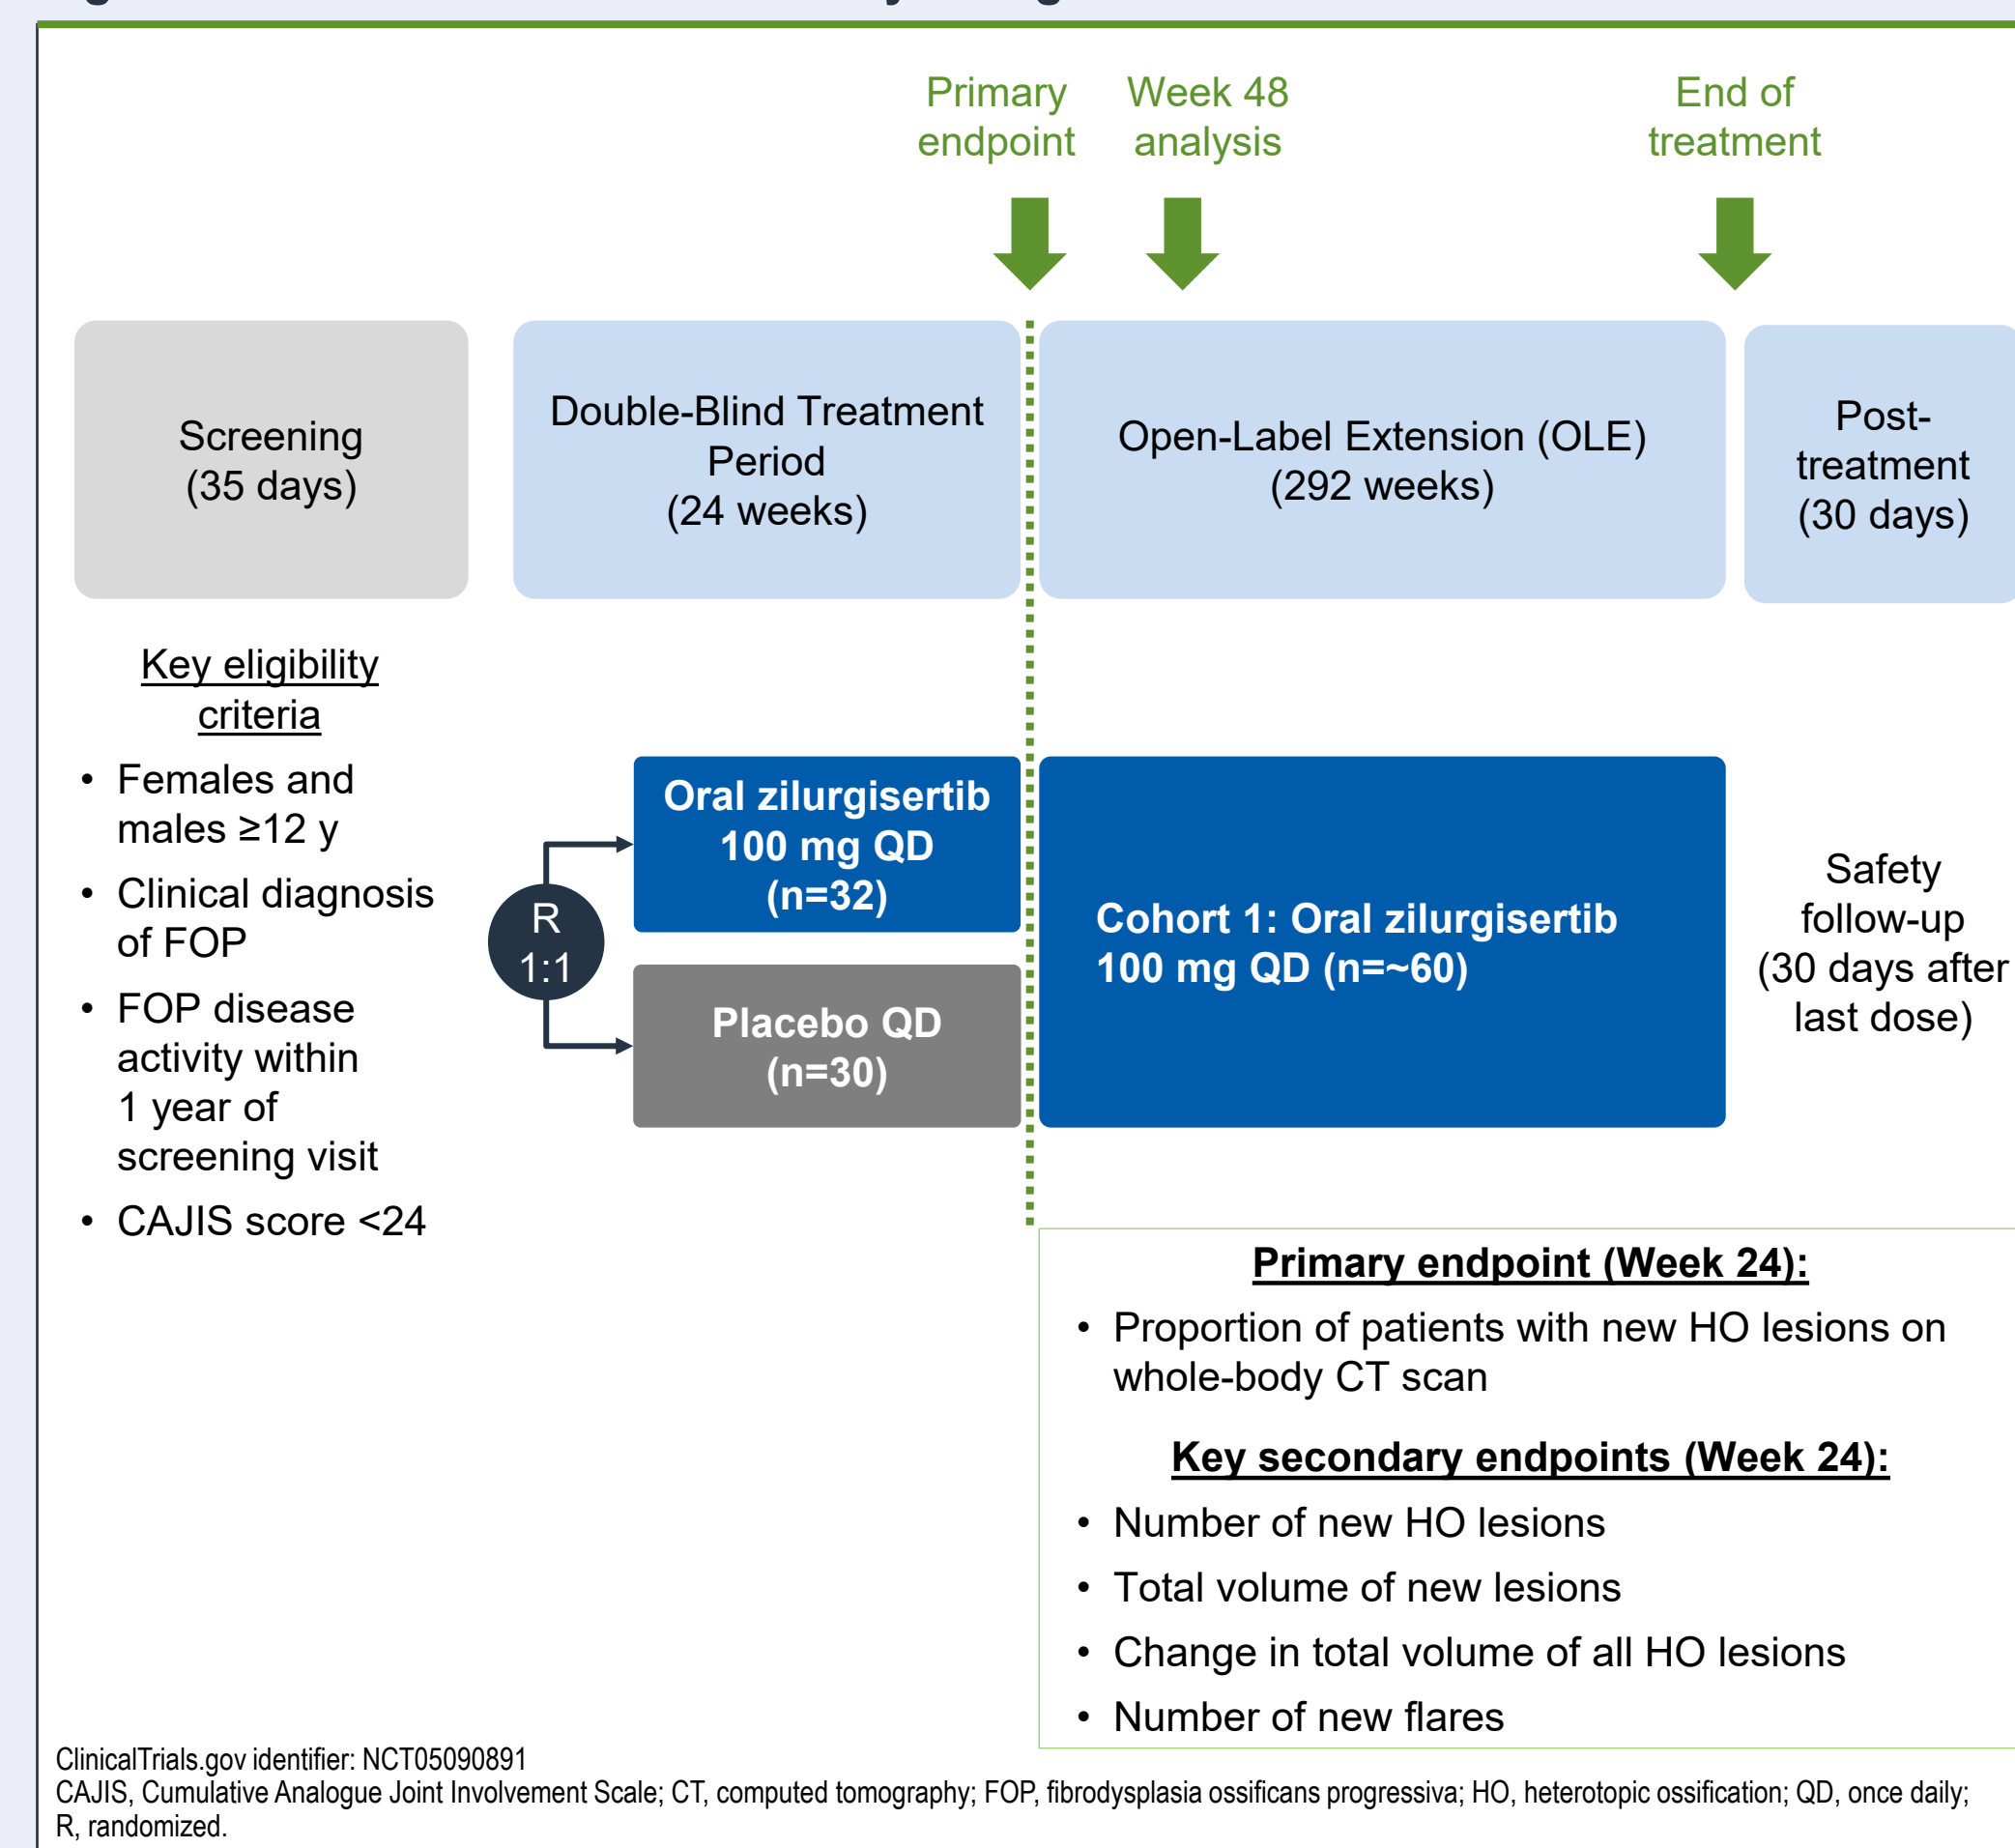 Primary
endpoint
Week 48
analysis
End of
treatment
Screening
(35 days)
Double-Blind Treatment
Period
(24 weeks)
Open-Label Extension (OLE)
(292 weeks)
Post-
treatment
(30 days)
Key eligibility
criteria
• Females and
males ≥12 y
• Clinical diagnosis
of FOP
• FOP disease
activity within
1 year of
screening visit
• CAJIS score <24
R
1:1
Oral zilurgisertib
100 mg QD
(n=32)
Placebo QD
(n=30)
Cohort 1: Oral zilurgisertib
100 mg QD (n=~60)
Safety
follow-up
(30 days after
last dose)
Primary endpoint (Week 24):
• Proportion of patients with new HO lesions on
whole-body CT scan
Key secondary endpoints (Week 24):
• Number of new HO lesions
• Total volume of new lesions
• Change in total volume of all HO lesions
• Number of new flares
ClinicalTrials.gov identifier: NCT05090891
CAJIS, Cumulative Analogue Joint Involvement Scale; CT, computed tomography; FOP, fibrodysplasia ossificans progressiva; HO, heterotopic ossification; QD, once daily;
R, randomized.